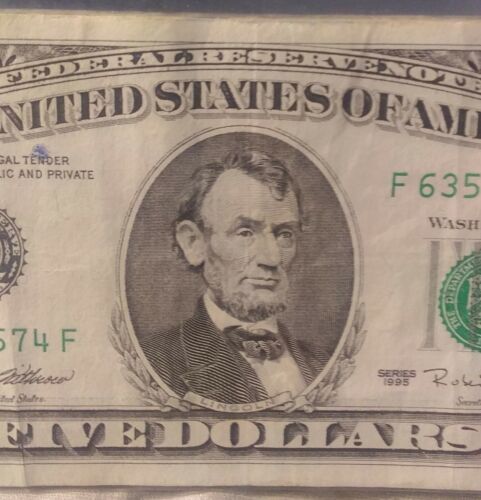 FEDERAL RESERVE NOTE
UNITED STATES OF AM
GAL TENDER
LIC AND PRIVATE
F 635
WASH
574 F
SERIES
1995
LINCOLN
FIVE DOLLARS